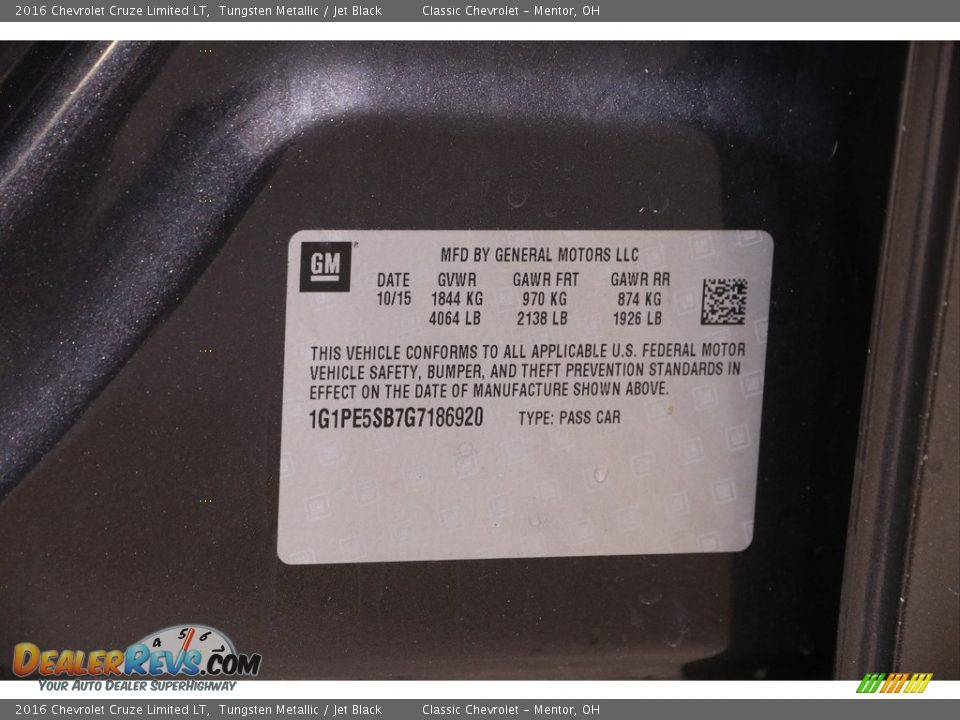 2016 Chevrolet Cruze Limited LT, Tungsten Metallic / Jet Black Classic Chevrolet – Mentor, OH
GM
MFD BY GENERAL MOTORS LLC
DATE GVWR GAWR FRT GAWR RR
10/15 1844 KG 970 KG 874 KG
4064 LB 2138 LB 1926 LB
THIS VEHICLE CONFORMS TO ALL APPLICABLE U.S. FEDERAL MOTOR
VEHICLE SAFETY, BUMPER, AND THEFT PREVENTION STANDARDS IN
EFFECT ON THE DATE OF MANUFACTURE SHOWN ABOVE.
1G1PE5SB7G7186920 TYPE: PASS CAR
4 5 6
DEALERREVS.COM
YOUR AUTO DEALER SUPERHIGHWAY
2016 Chevrolet Cruze Limited LT, Tungsten Metallic / Jet Black Classic Chevrolet – Mentor, OH